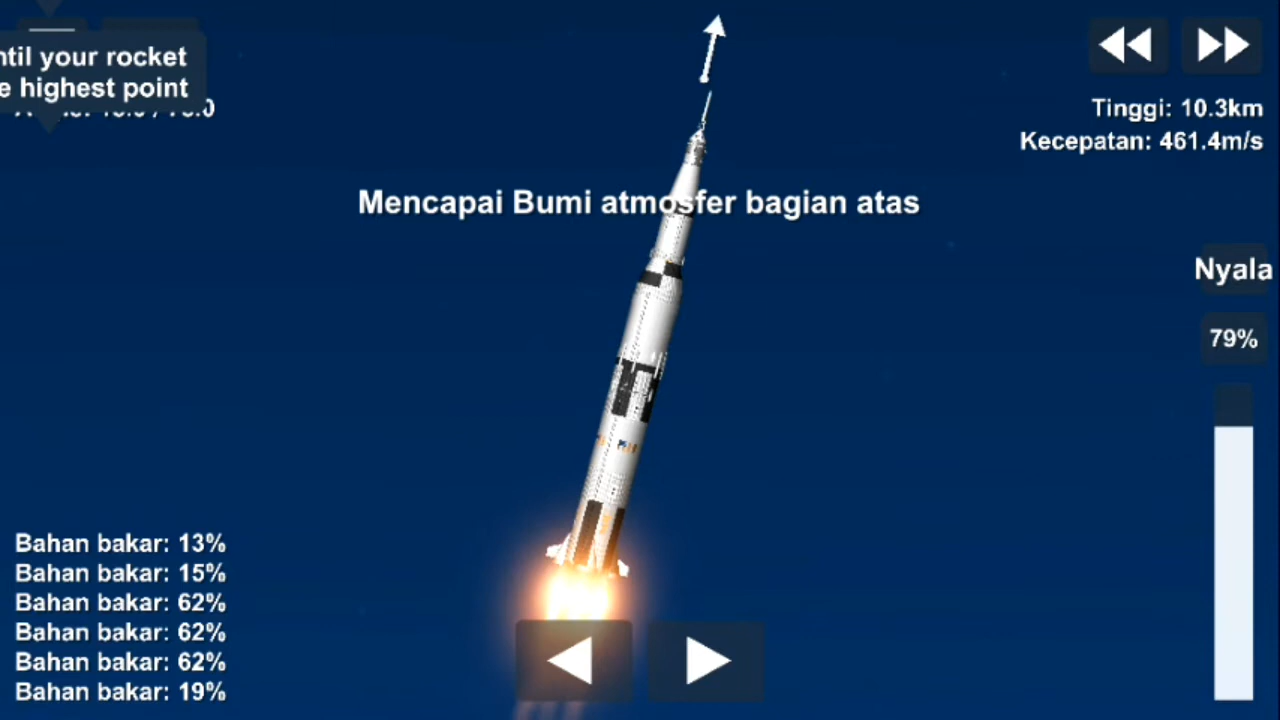 ntil your rocket
e highest point
Tinggi: 10.3km
Kecepatan: 461.4m/s
Mencapai Bumi atmosfer bagian atas
Nyala
79%
Bahan bakar: 13%
Bahan bakar: 15%
Bahan bakar: 62%
Bahan bakar: 62%
Bahan bakar: 62%
Bahan bakar: 19%